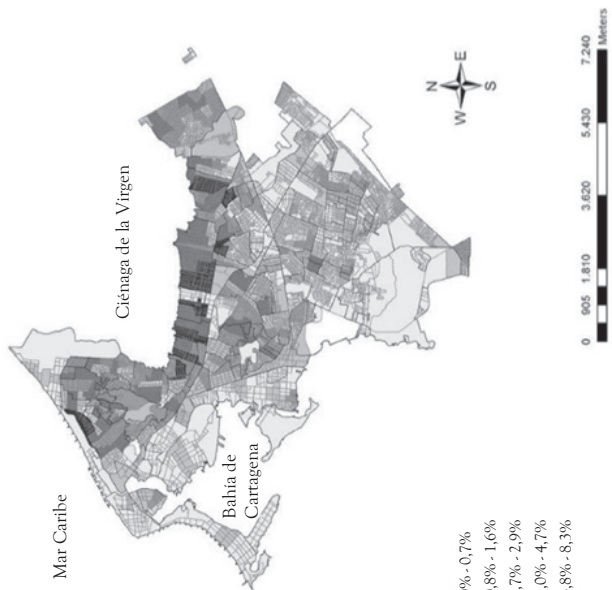 Mar Caribe
Ciénaga de la Virgen
Bahía de
Cartagena
N
W
E
S
0% - 0,7%
,8% - 1,6%
,7% - 2,9%
,0% - 4,7%
,8% - 8,3%
0 905 1.810 3.620 5.430 7.240
Meters